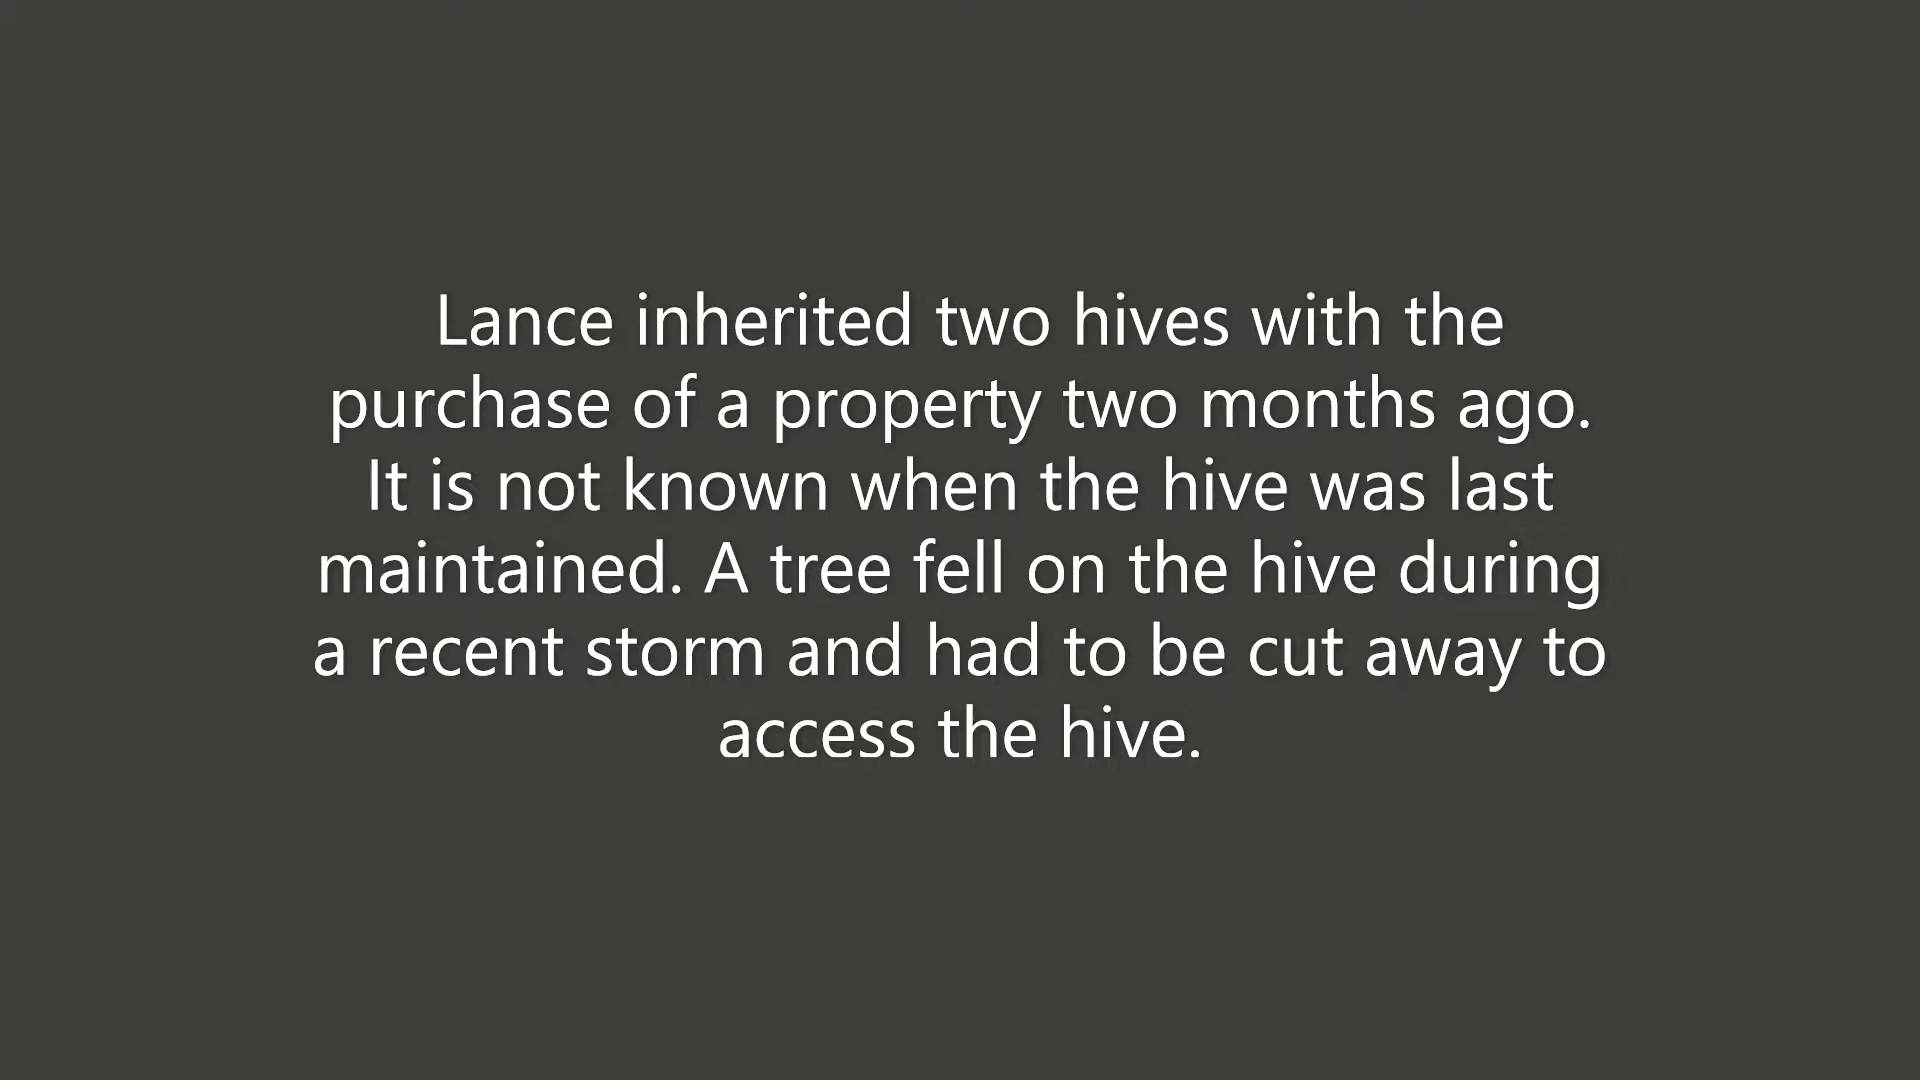 Lance inherited two hives with the
purchase of a property two months ago.
It is not known when the hive was last
maintained. A tree fell on the hive during
a recent storm and had to be cut away to
access the hive.